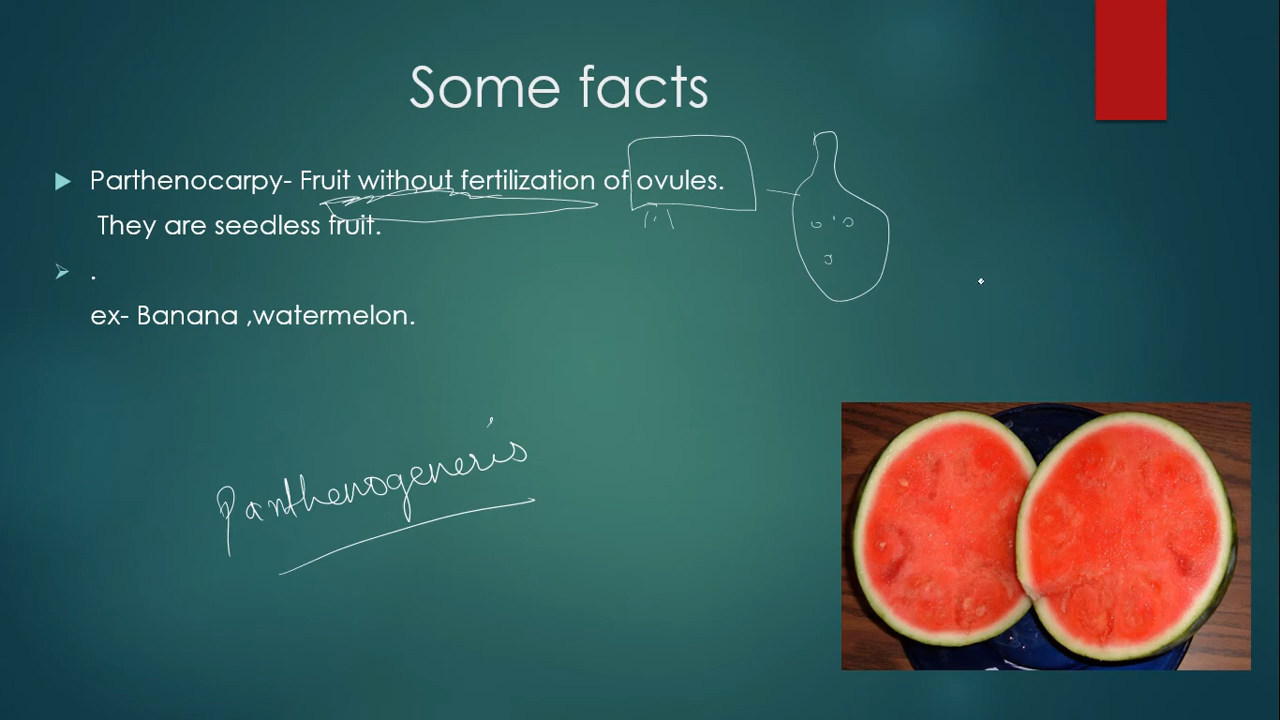 Some facts
Parthenocarpy- Fruit without fertilization of ovules.
They are seedless fruit.
.
ex- Banana ,watermelon.
Parthenogenesis